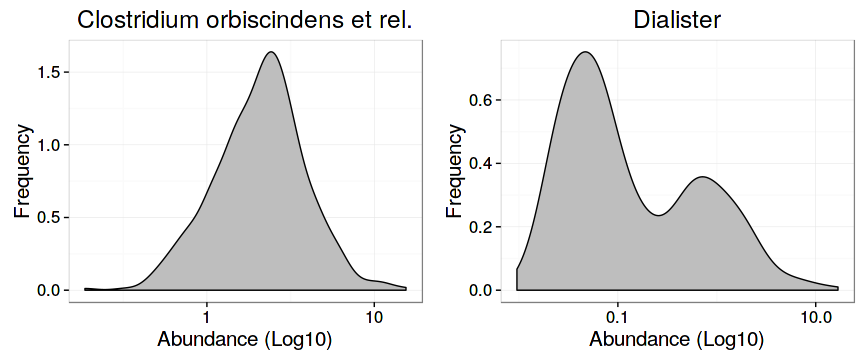 Clostridium orbiscindens et rel.
Frequency
1.5
1.0
0.5
0.0
1
10
Abundance (Log10)
Dialister
Frequency
0.6
0.4
0.2
0.0
0.1
10.0
Abundance (Log10)